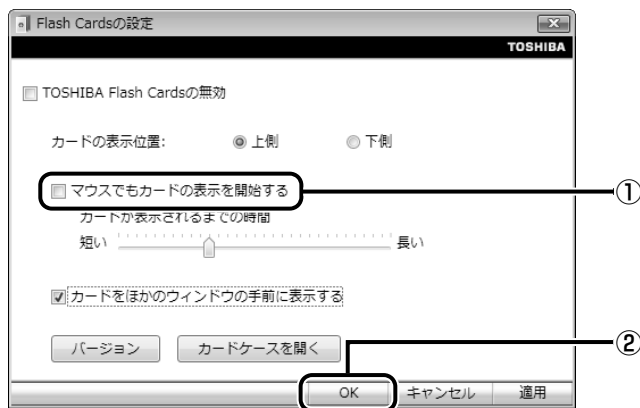 Flash Cardsの設定
TOSHIBA
TOSHIBA Flash Cardsの無効
カードの表示位置: 上側 下側
マウスでもカードの表示を開始する ①
カードが表示されるまでの時間
短い 長い
カードをほかのウィンドウの手前に表示する
バージョン カードケースを開く ②
OK キャンセル 適用